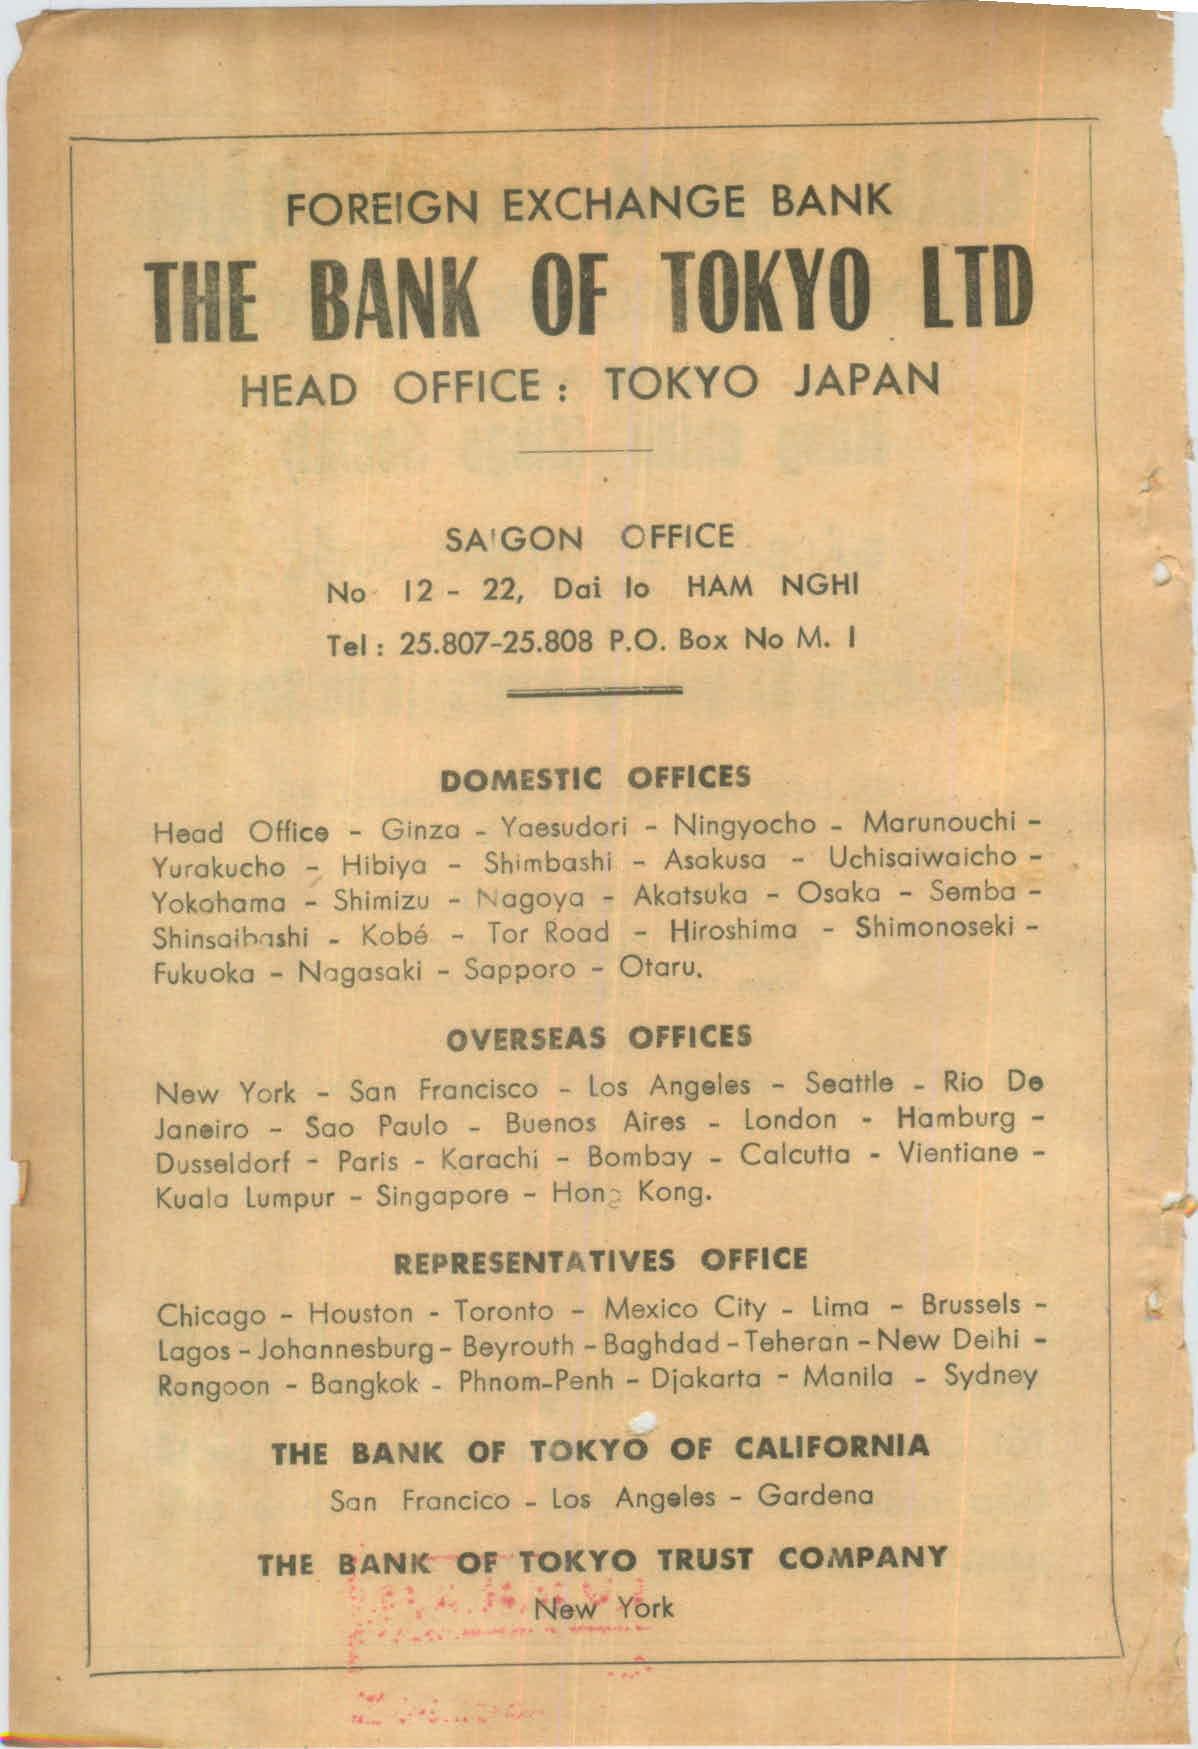 FOREIGN EXCHANGE BANK
THE BANK OF TOKYO LTD
HEAD OFFICE : TOKYO JAPAN
SAIGON OFFICE
No 12 - 22, Dai lo HAM NGHI
Tel : 25.807-25.808 P.O. Box No M. I
DOMESTIC OFFICES
Head Office - Ginza - Yaesudori - Ningyocho - Marunouchi -
Yurakucho - Hibiya - Shimbashi - Asakusa - Uchisaiwaicho -
Yokohama - Shimizu - Nagoya - Akatsuka - Osaka - Semba -
Shinsaibashi - Kobé - Tor Road - Hiroshima - Shimonoseki -
Fukuoka - Nagasaki - Sapporo - Otaru.
OVERSEAS OFFICES
New York - San Francisco - Los Angeles - Seattle - Rio De
Janeiro - Sao Paulo - Buenos Aires - London - Hamburg -
Dusseldorf - Paris - Karachi - Bombay - Calcutta - Vientiane -
Kuala Lumpur - Singapore - Hong Kong.
REPRESENTATIVES OFFICE
Chicago - Houston - Toronto - Mexico City - Lima - Brussels -
Lagos - Johannesburg - Beyrouth - Baghdad - Teheran - New Delhi -
Rangoon - Bangkok - Phnom-Penh - Djakarta - Manila - Sydney
THE BANK OF TOKYO OF CALIFORNIA
San Francico - Los Angeles - Gardena
THE BANK OF TOKYO TRUST COMPANY
New York